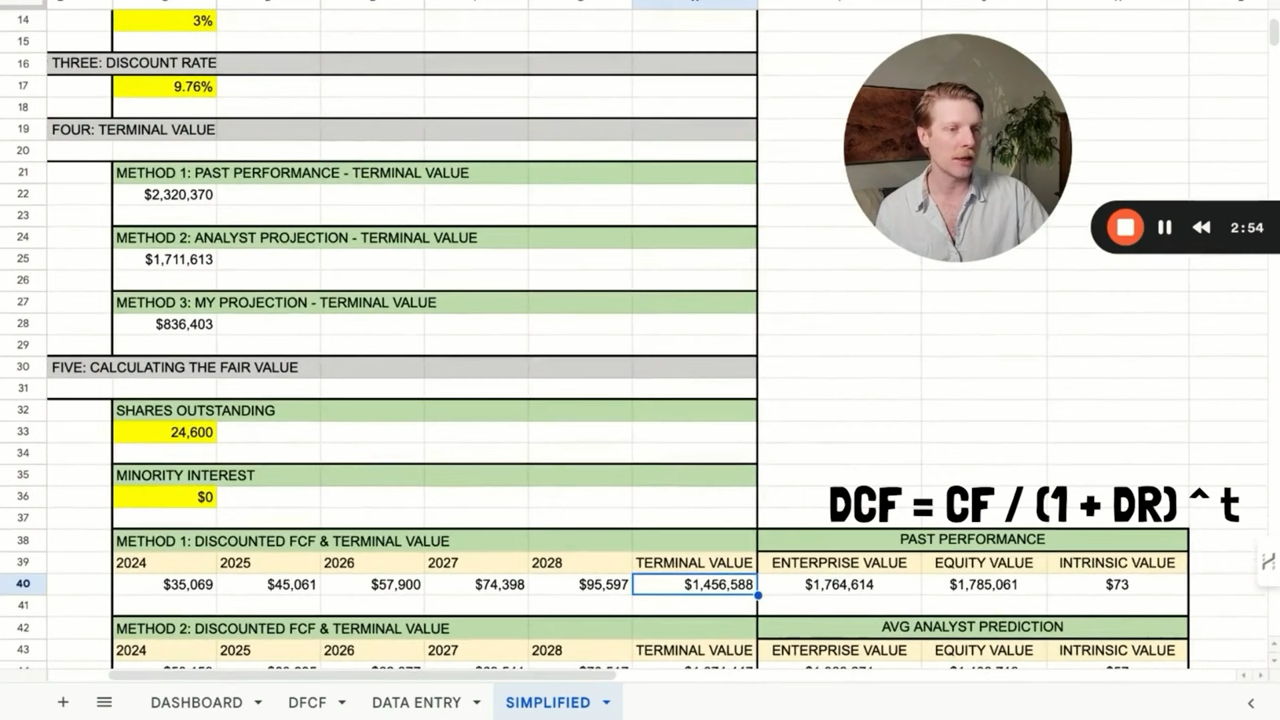 14 3%
15
16 THREE: DISCOUNT RATE
17 9.76%
18
19 FOUR: TERMINAL VALUE
20
21 METHOD 1: PAST PERFORMANCE - TERMINAL VALUE
22 $2,320,370
23
24 METHOD 2: ANALYST PROJECTION - TERMINAL VALUE
25 $1,711,613
26
27 METHOD 3: MY PROJECTION - TERMINAL VALUE
28 $836,403
29
30 FIVE: CALCULATING THE FAIR VALUE
31
32 SHARES OUTSTANDING
33 24,600
34
35 MINORITY INTEREST
36 $0
37
38 METHOD 1: DISCOUNTED FCF & TERMINAL VALUE PAST PERFORMANCE
39 2024 2025 2026 2027 2028 TERMINAL VALUE ENTERPRISE VALUE EQUITY VALUE INTRINSIC VALUE
40 $35,069 $45,061 $57,900 $74,398 $95,597 $1,456,588 $1,764,614 $1,785,061 $73
41
42 METHOD 2: DISCOUNTED FCF & TERMINAL VALUE AVG ANALYST PREDICTION
43 2024 2025 2026 2027 2028 TERMINAL VALUE ENTERPRISE VALUE EQUITY VALUE INTRINSIC VALUE
2:54
DCF = CF / (1 + DR) ^ t
+ DASHBOARD DFCF DATA ENTRY SIMPLIFIED